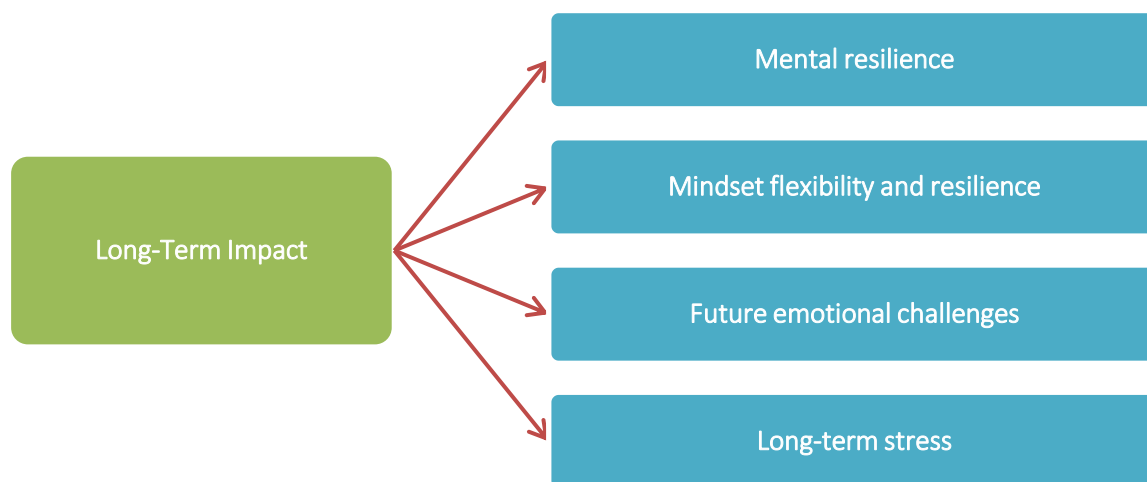 Mental resilience
Mindset flexibility and resilience
Long-Term Impact
Future emotional challenges
Long-term stress